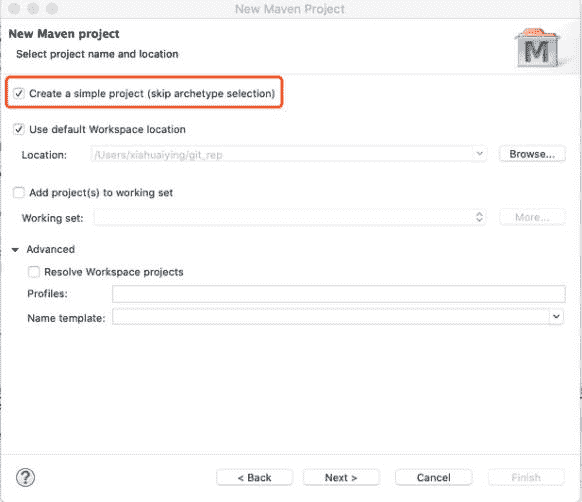 New Maven Project
New Maven project
Select project name and location
M
Create a simple project (skip archetype selection)
Use default Workspace location
Location: /Users/xiahuaiying/git_rep Browse...
Add project(s) to working set
Working set: More...
Advanced
Resolve Workspace projects
Profiles:
Name template:
? < Back Next > Cancel Finish